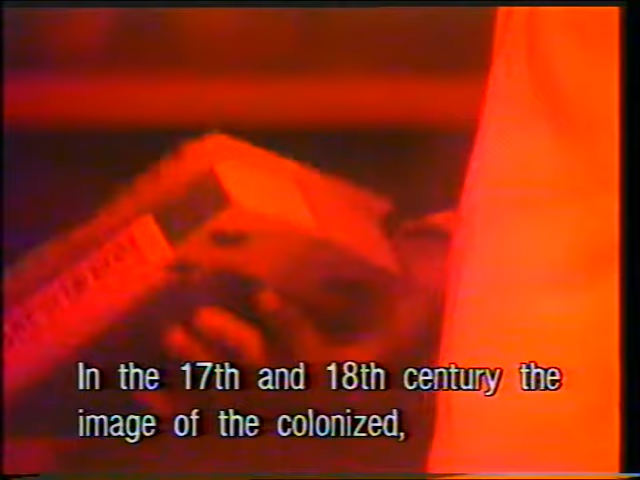 In the 17th and 18th century the
image of the colonized,